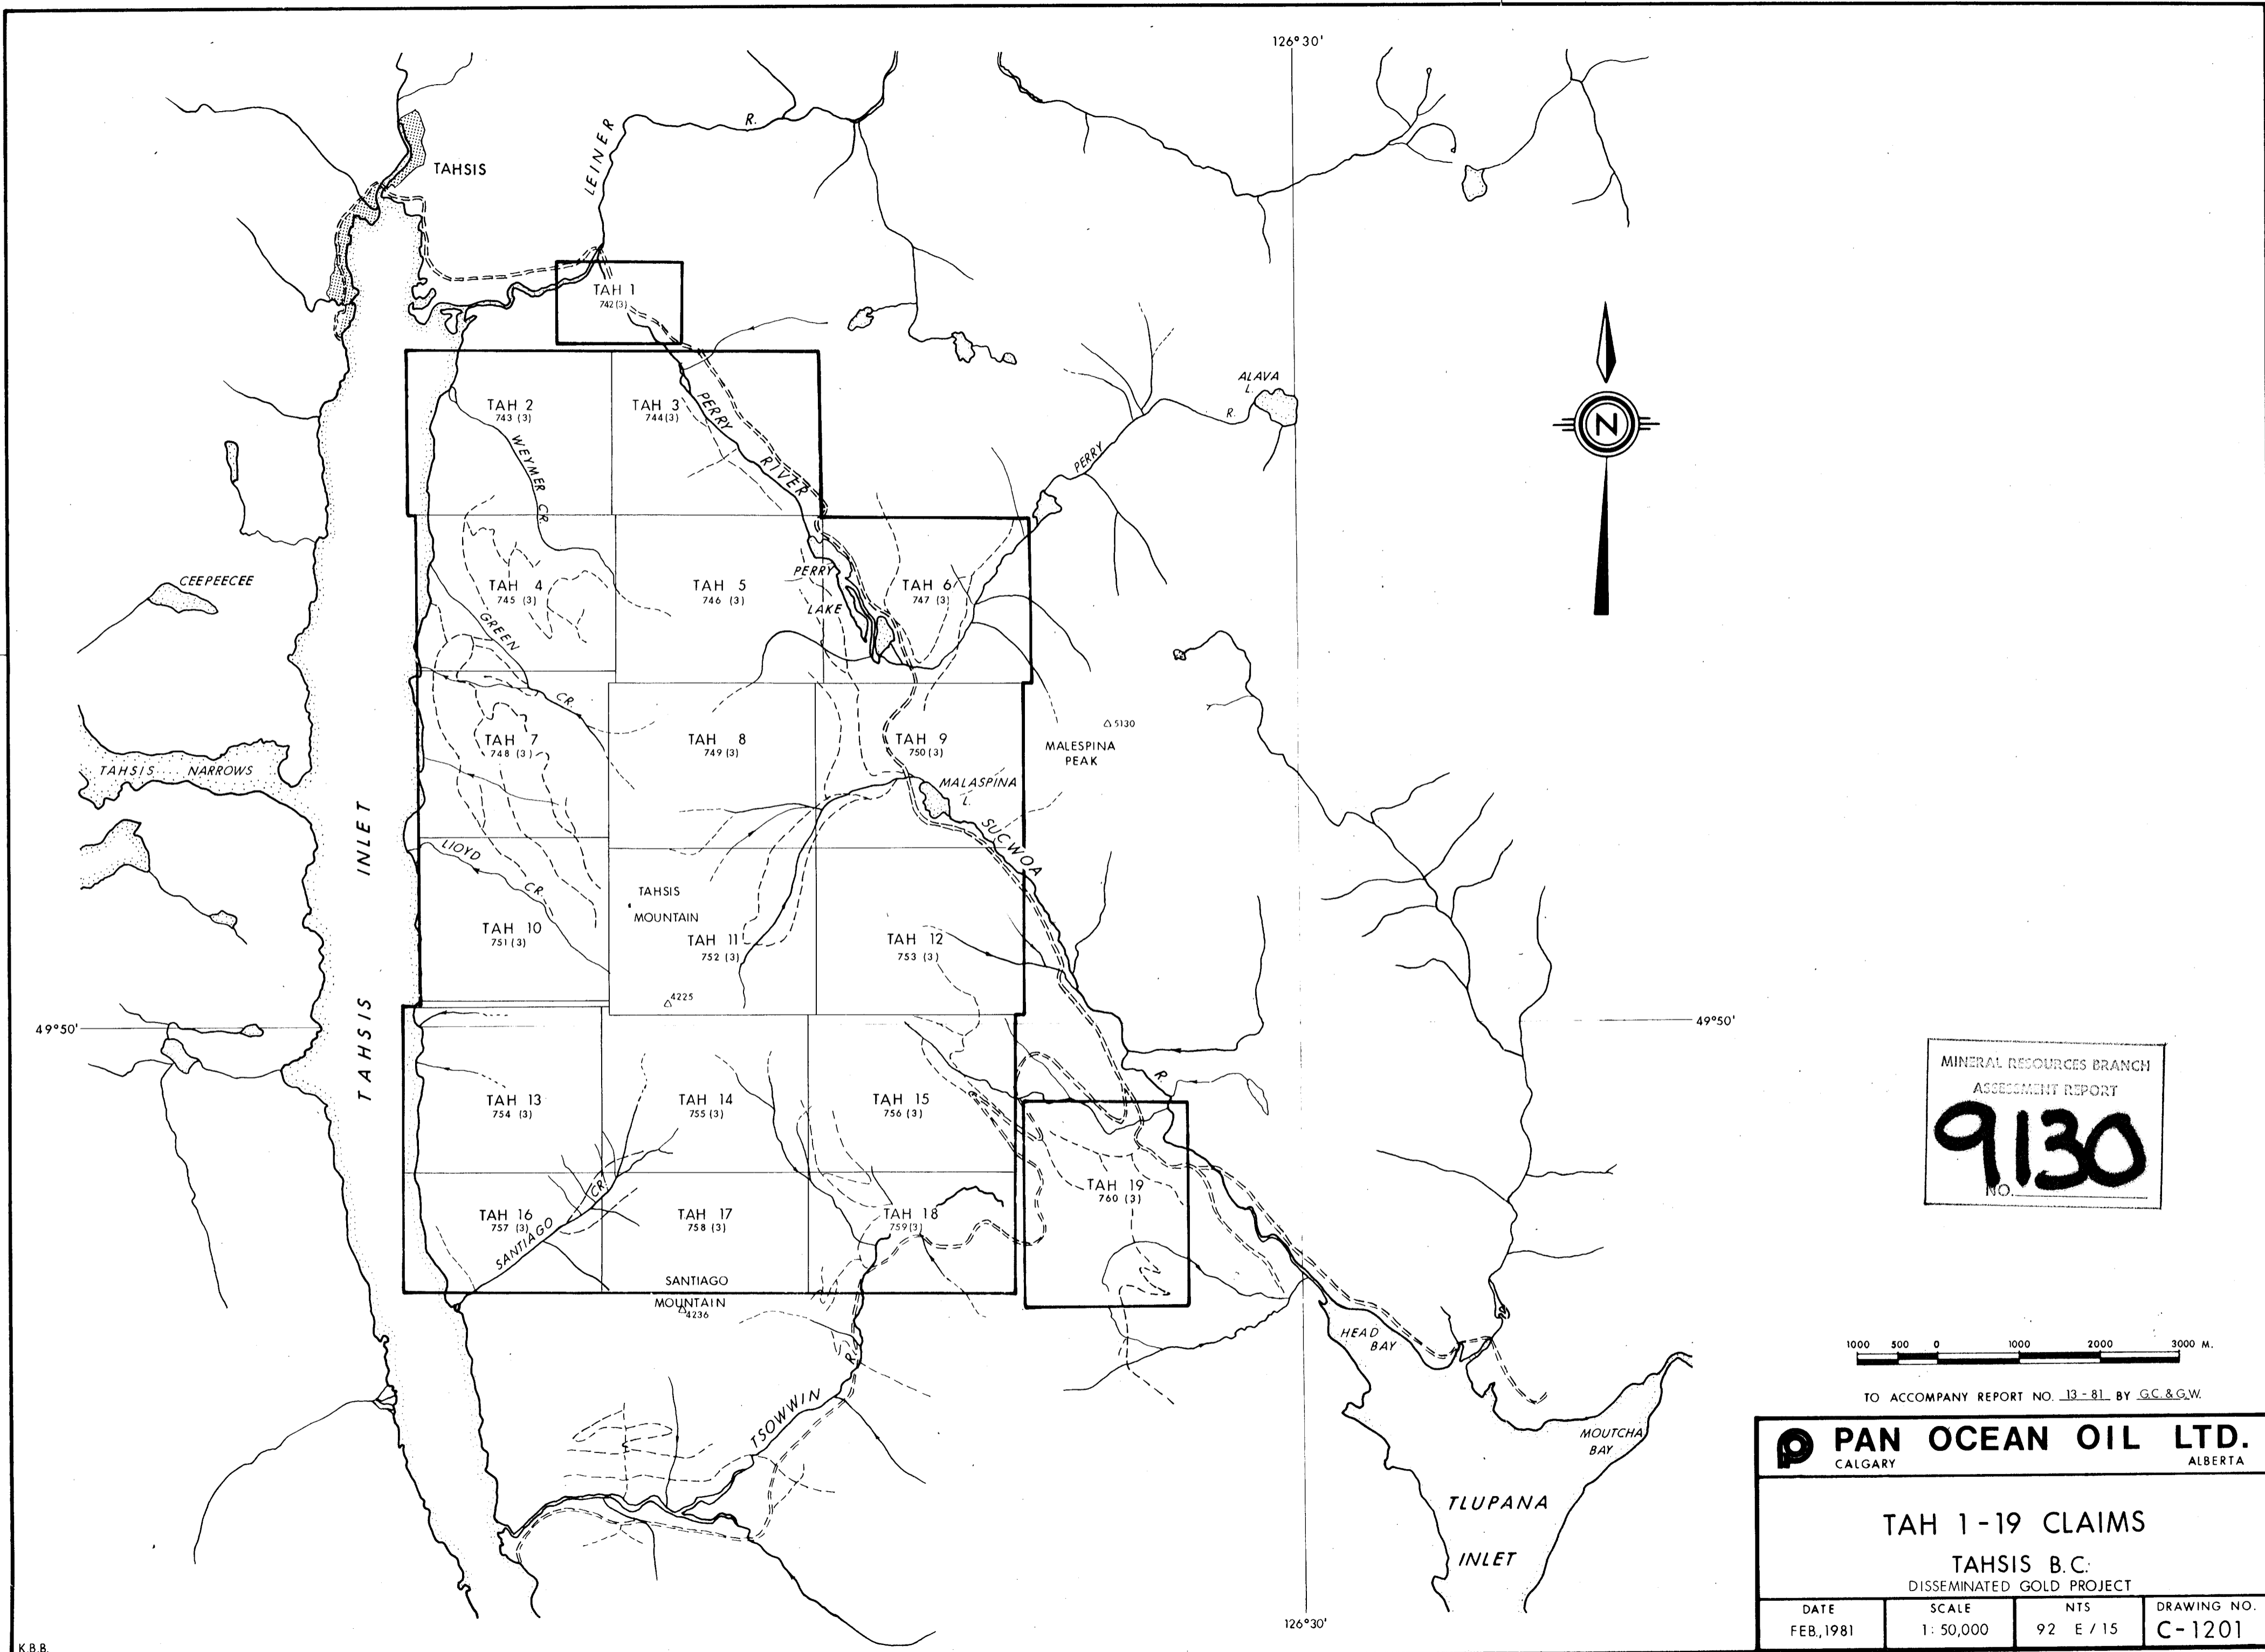 126°30'
TAHSIS
LEINER
R.
TAH 1
742 (3)
TAH 2
743 (3)
TAH 3
744 (3)
PERRY
RIVER
WEYMER CR.
ALAVA
L.
R.
PERRY
N
CEEPEECEE
TAH 4
745 (3)
TAH 5
746 (3)
PERRY
LAKE
TAH 6
747 (3)
GREEN
CR.
TAH 7
748 (3)
TAH 8
749 (3)
TAH 9
750 (3)
5130
MALESPINA
PEAK
TAHSIS NARROWS
MALASPINA
L.
SUCWOA
TAHSIS INLET
LIOYD
CR.
TAHSIS
MOUNTAIN
TAH 10
751 (3)
TAH 11
752 (3)
TAH 12
753 (3)
4225
49°50'
49°50'
R.
TAH 13
754 (3)
TAH 14
755 (3)
TAH 15
756 (3)
MINERAL RESOURCES BRANCH
ASSESSMENT REPORT
9130
NO.
TAH 16
757 (3)
SANTIAGO
CR.
TAH 17
758 (3)
TAH 18
759 (3)
TAH 19
760 (3)
SANTIAGO
MOUNTAIN
4236
R.
TSOWWIN
HEAD
BAY
MOUTCHA
BAY
TLUPANA
INLET
126°30'
1000 500 0 1000 2000 3000 M.
TO ACCOMPANY REPORT NO. 13-81 BY G.C. & G.W.
PAN OCEAN OIL LTD.
CALGARY ALBERTA
TAH 1-19 CLAIMS
TAHSIS B.C.
DISSEMINATED GOLD PROJECT
DATE
FEB., 1981
SCALE
1:50,000
NTS
92 E/15
DRAWING NO.
C-1201
K.B.B.